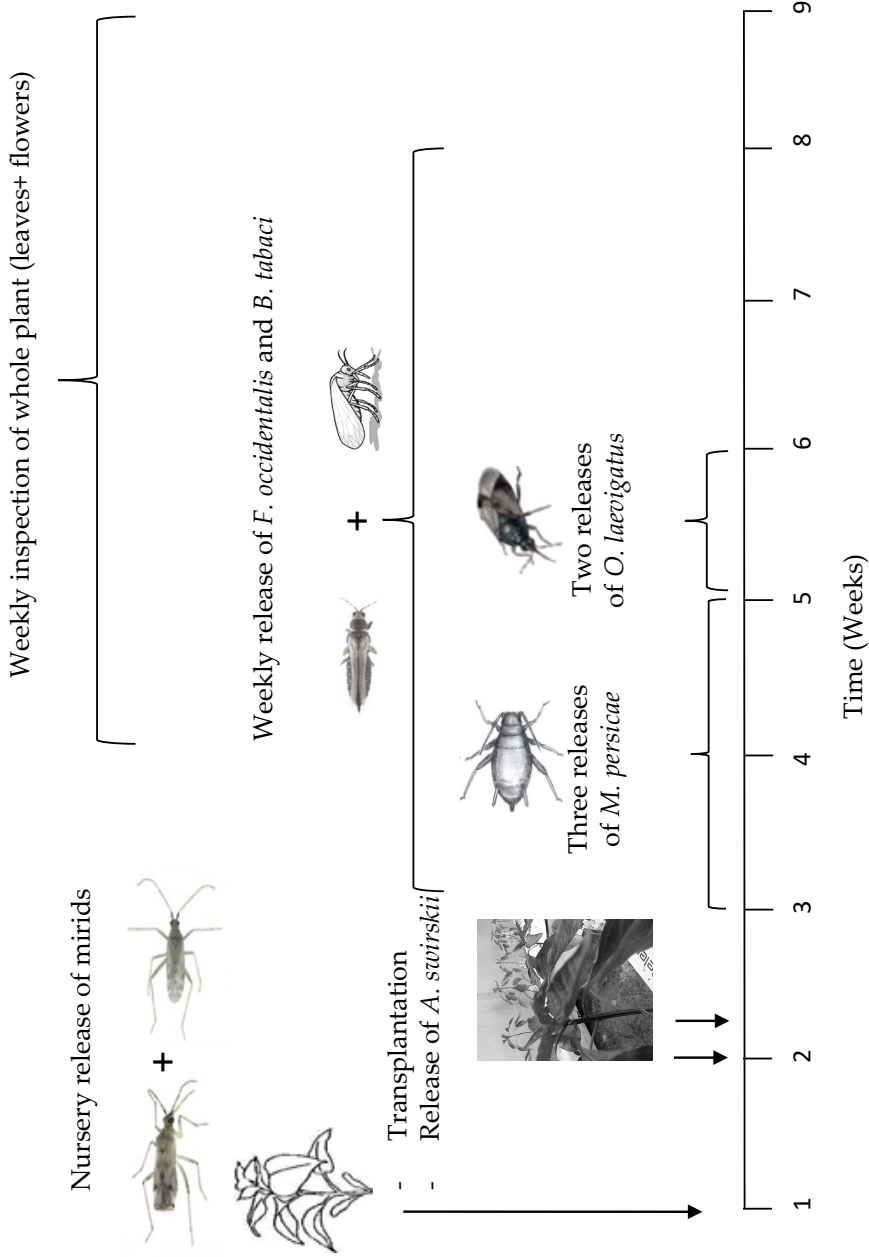 Weekly inspection of whole plant (leaves+ flowers)
Nursery release of mirids
+
Weekly release of F. occidentalis and B. tabaci
+
- Transplantation
- Release of A. swirskii
Three releases
of M. persicae
Two releases
of O. laevigatus
1 2 3 4 5 6 7 8 9
Time (Weeks)